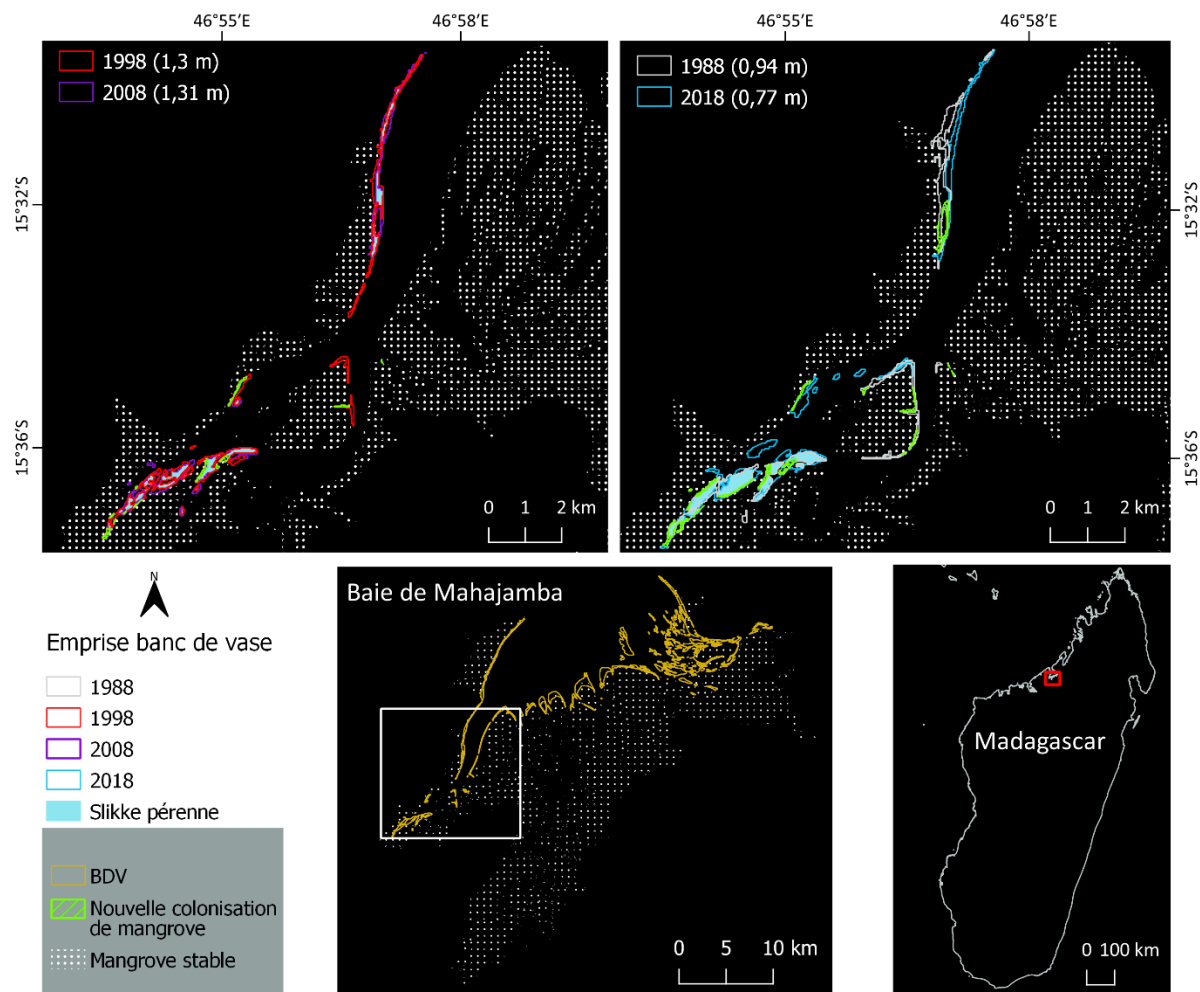 46°55′E
46°58′E
46°55′E
46°58′E
1998 (1,3 m)
2008 (1,31 m)
1988 (0,94 m)
2018 (0,77 m)
15°32′S
15°32′S
15°36′S
15°36′S
0 1 2 km
0 1 2 km
N
Emprise banc de vase
1988
1998
2008
2018
Slikke pérenne
BDV
Nouvelle colonisation
de mangrove
Mangrove stable
Baie de Mahajamba
0 5 10 km
Madagascar
0 100 km